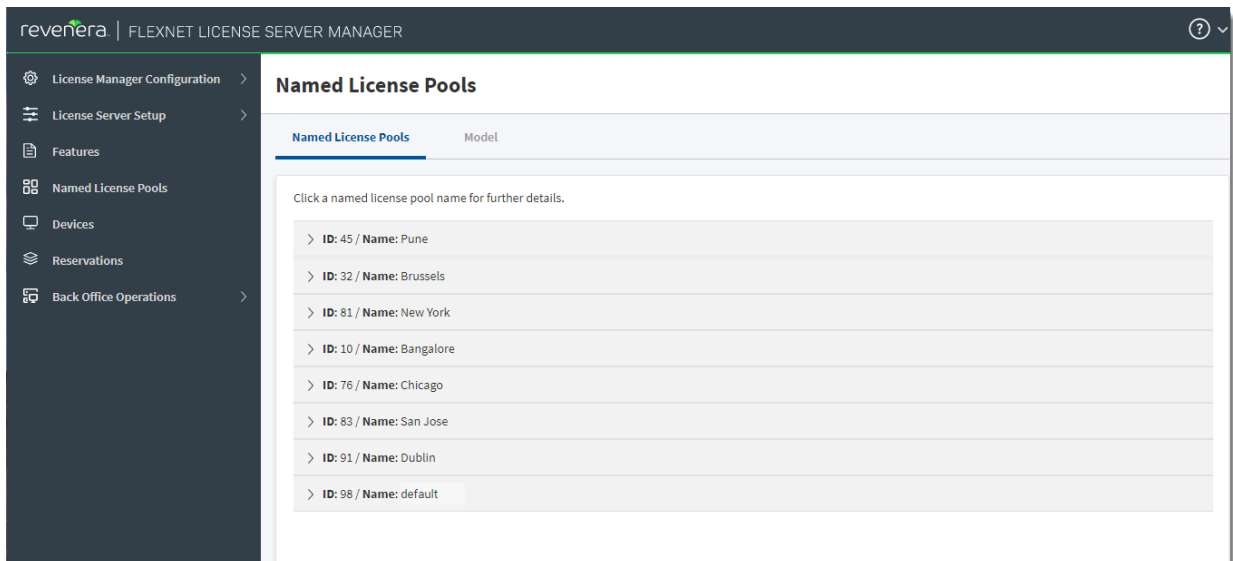 revenera. | FLEXNET LICENSE SERVER MANAGER
?
License Manager Configuration
License Server Setup
Features
Named License Pools
Devices
Reservations
Back Office Operations
Named License Pools
Named License Pools Model
Click a named license pool name for further details.
ID: 45 / Name: Pune
ID: 32 / Name: Brussels
ID: 81 / Name: New York
ID: 10 / Name: Bangalore
ID: 76 / Name: Chicago
ID: 83 / Name: San Jose
ID: 91 / Name: Dublin
ID: 98 / Name: default